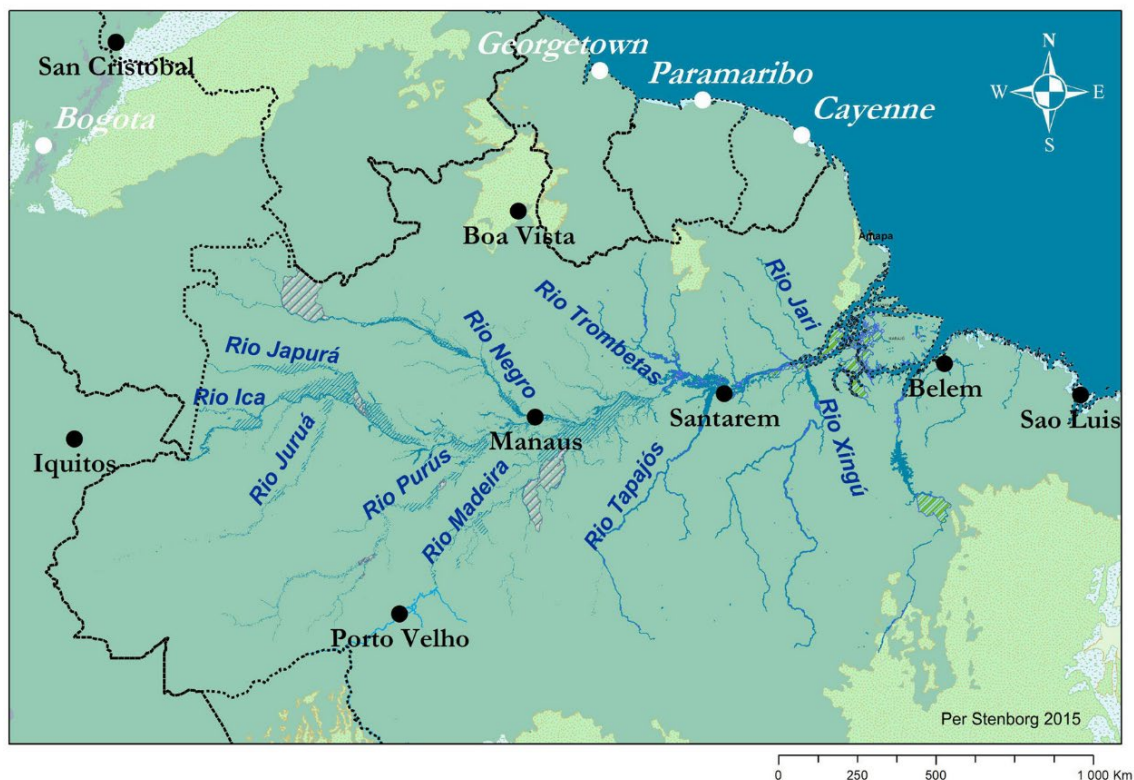 San Cristobal
Bogota
Georgetown
Paramaribo
Cayenne
N
W E
S
Boa Vista
Amapa
Rio Jari
Rio Trombetas
Rio Negro
Rio Japurá
Rio Ica
Rio Juruá
Rio Purús
Rio Madeira
Manaus
Santarem
Rio Tapajós
Rio Xingú
Belem
Sao Luis
Iquitos
Porto Velho
Per Stenborg 2015
0 250 500 1 000 Km